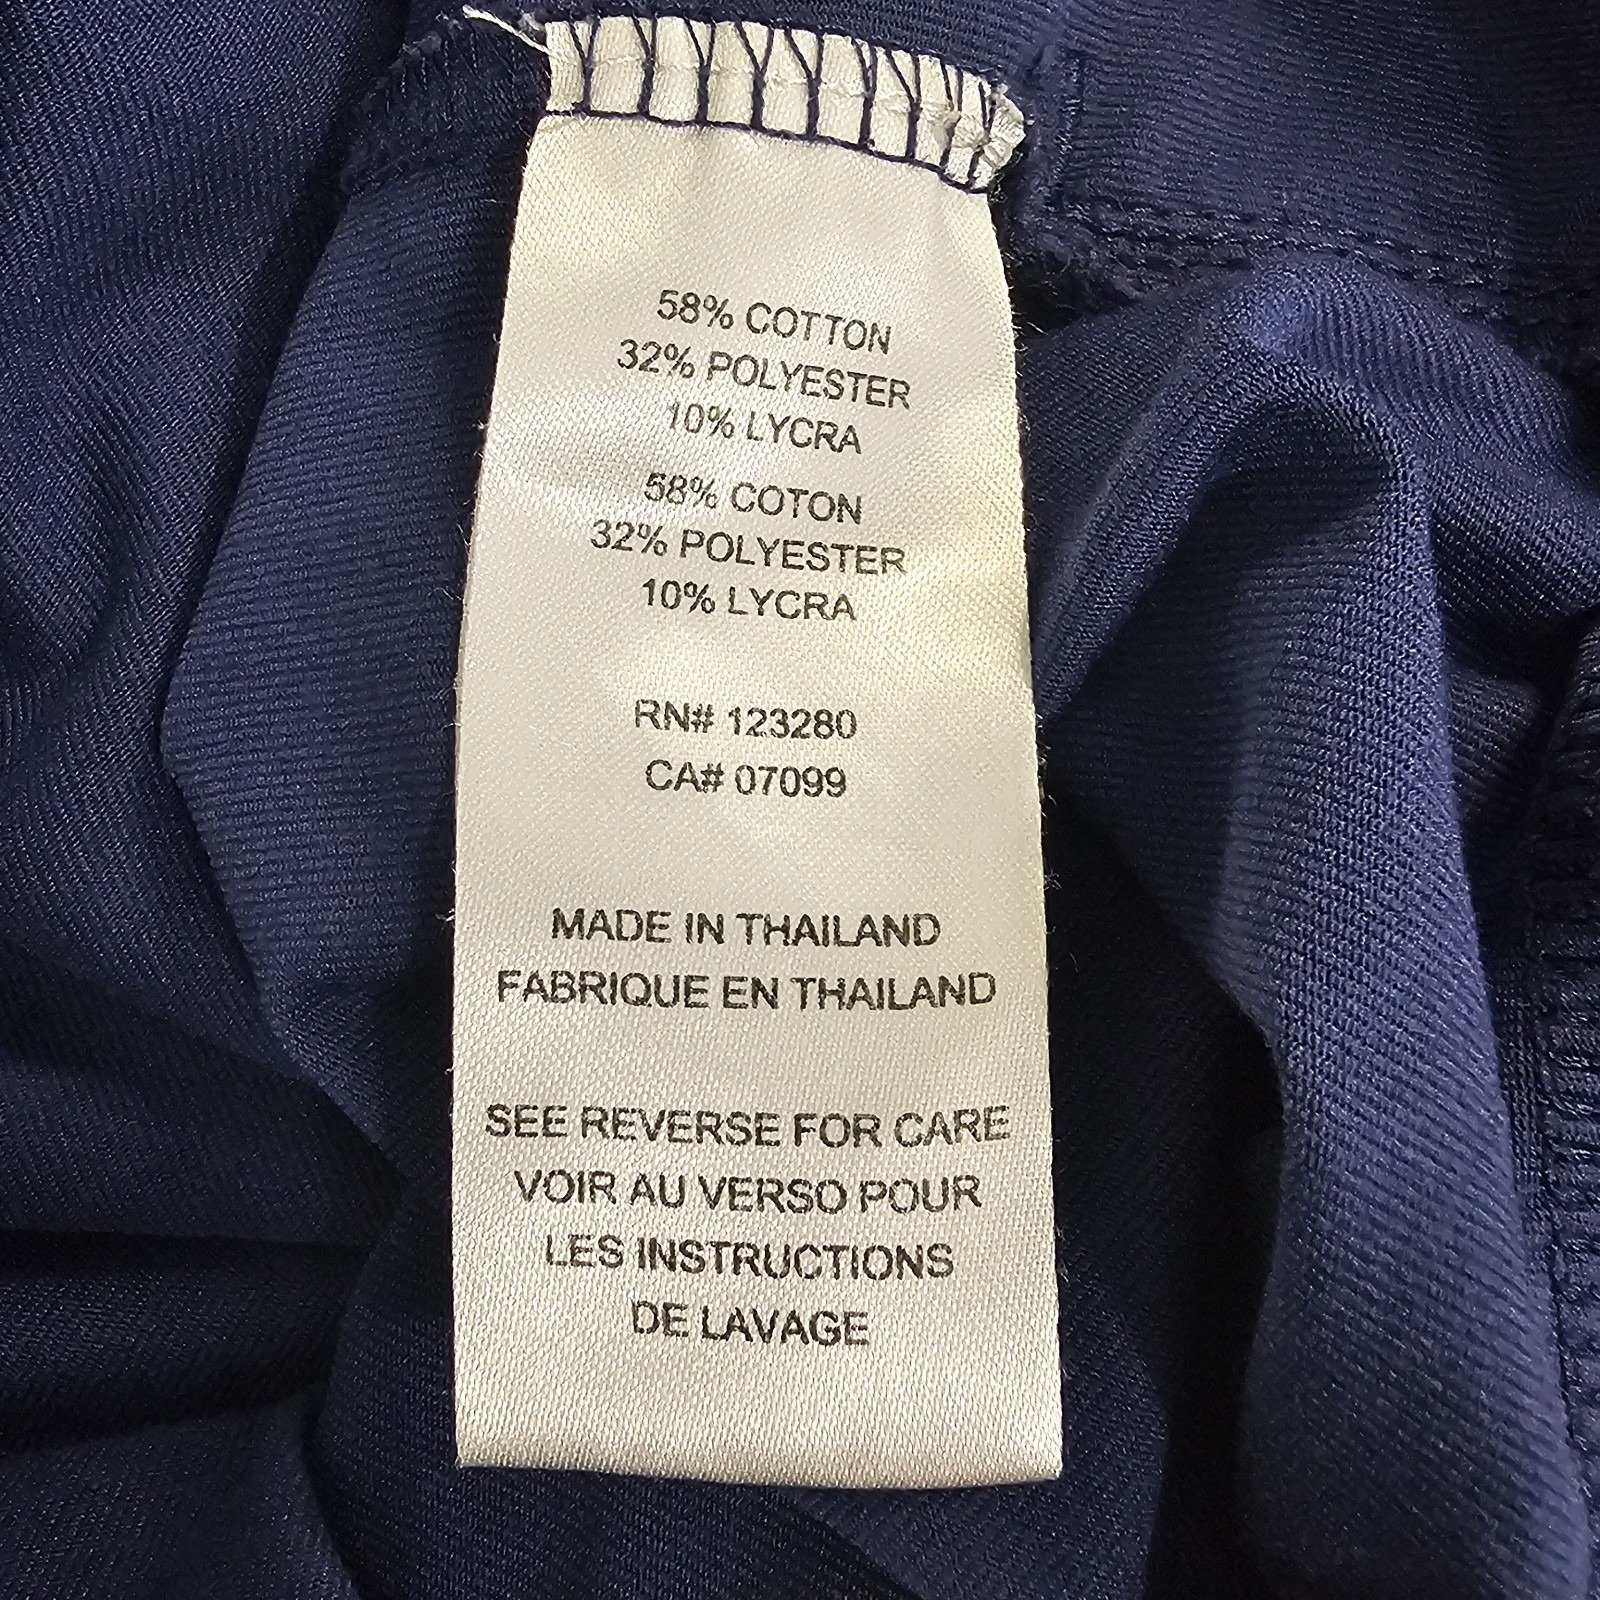 58% COTTON
32% POLYESTER
10% LYCRA
58% COTON
32% POLYESTER
10% LYCRA
RN# 123280
CA# 07099
MADE IN THAILAND
FABRIQUE EN THAILAND
SEE REVERSE FOR CARE
VOIR AU VERSO POUR
LES INSTRUCTIONS
DE LAVAGE